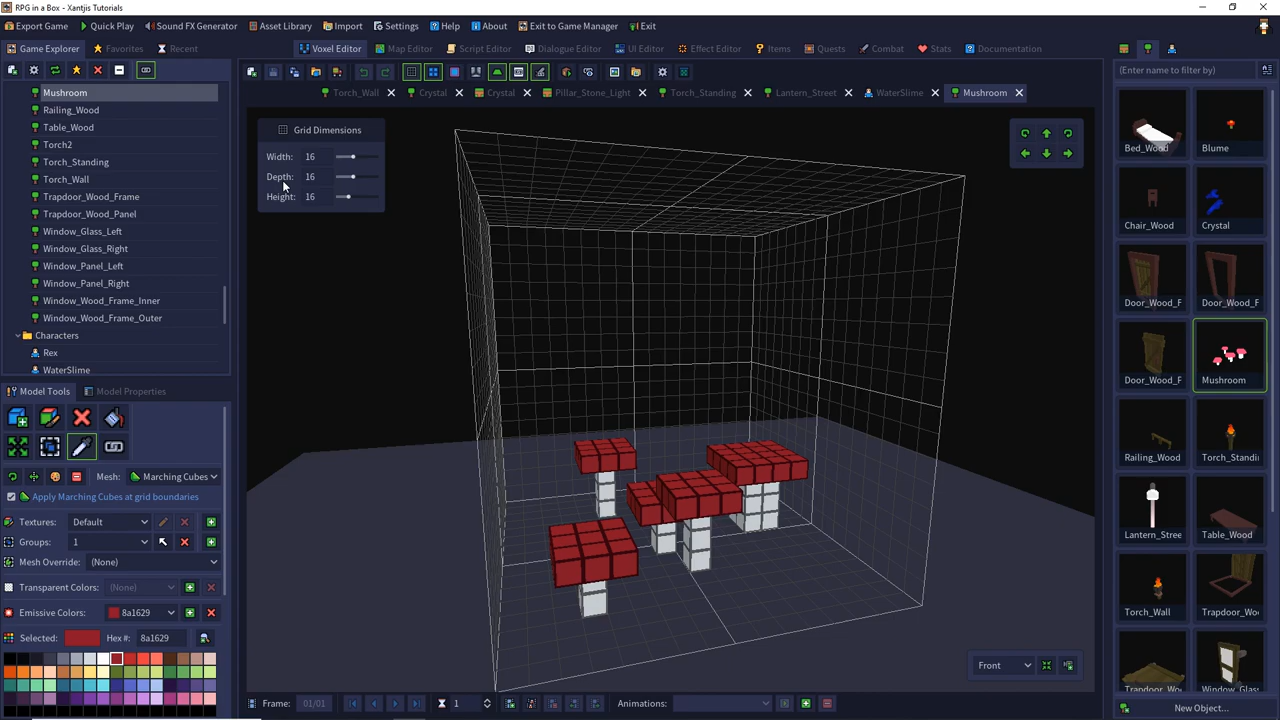 RPG in a Box - Xantjis Tutorials
Export Game Quick Play Sound FX Generator Asset Library Import Settings Help About Exit to Game Manager Exit
Game Explorer Favorites Recent Voxel Editor Map Editor Script Editor Dialogue Editor UI Editor Effect Editor Items Quests Combat Stats Documentation
(Enter name to filter by)
Torch_Wall Crystal Crystal Pillar_Stone_Light Torch_Standing Lantern_Street WaterSlime Mushroom
Mushroom
Railing_Wood
Table_Wood
Torch2
Torch_Standing
Torch_Wall
Trapdoor_Wood_Frame
Trapdoor_Wood_Panel
Window_Glass_Left
Window_Glass_Right
Window_Panel_Left
Window_Panel_Right
Window_Wood_Frame_Inner
Window_Wood_Frame_Outer
Characters
Rex
WaterSlime
Model Tools Model Properties
Mesh: Marching Cubes
Apply Marching Cubes at grid boundaries
Textures: Default
Groups: 1
Mesh Override: (None)
Transparent Colors: (None)
Emissive Colors: 8a1629
Selected: Hex #: 8a1629
Grid Dimensions
Width: 16
Depth: 16
Height: 16
Front
Frame: 01/01 1 Animations:
Bed_Wood Blume
Chair_Wood Crystal
Door_Wood_F Door_Wood_F
Door_Wood_F Mushroom
Railing_Wood Torch_Standi
Lantern_Stree Table_Wood
Torch_Wall Trapdoor_Woo
Trapdoor_Woo Window_Glass
New Object...